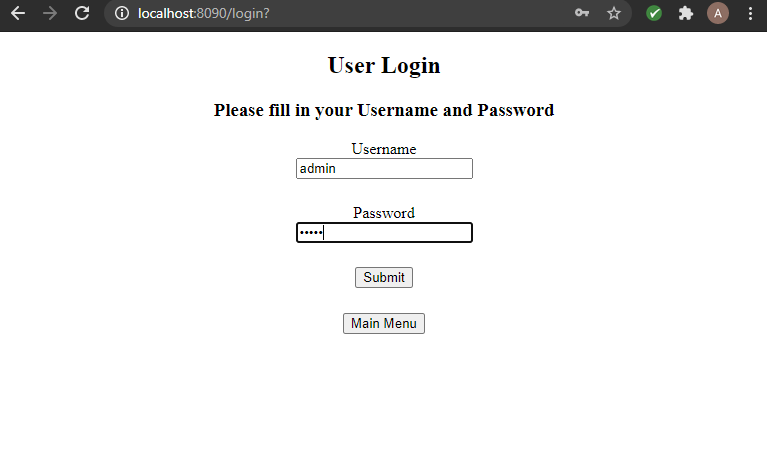 localhost:8090/login?
A
User Login
Please fill in your Username and Password
Username
admin
Password
•••••
Submit
Main Menu